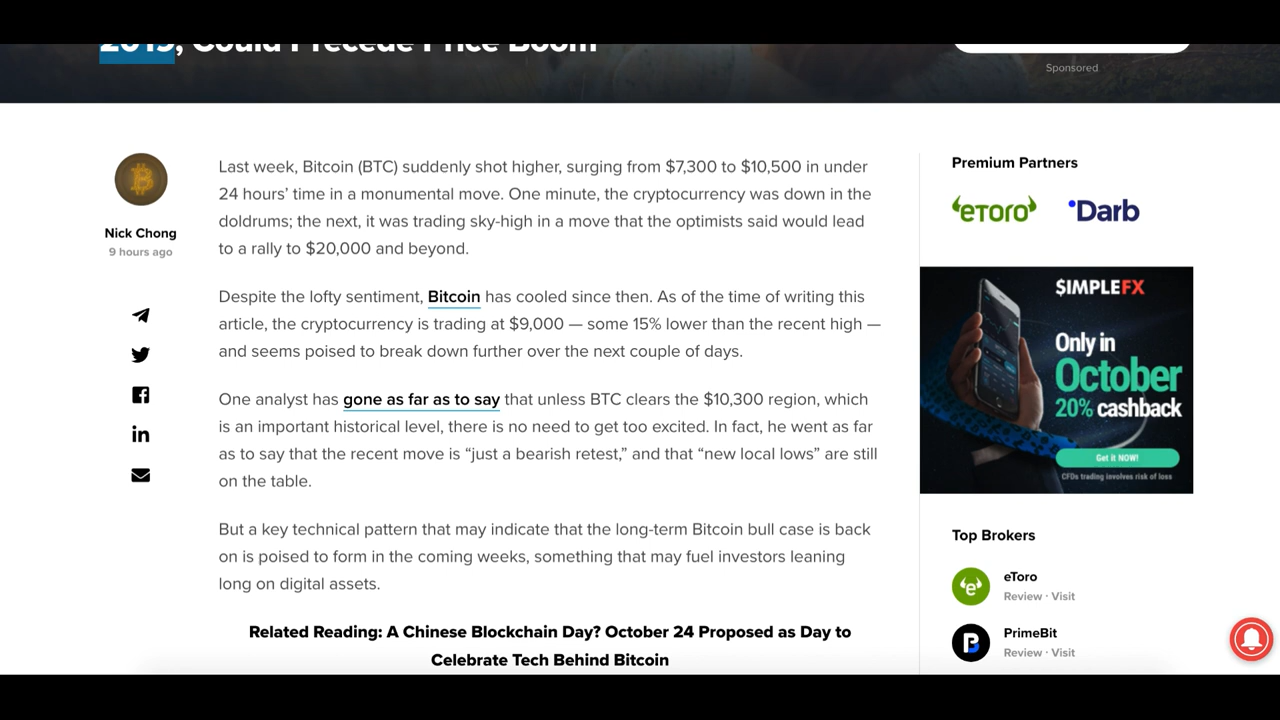 2019, Could Precede Price Boom
Sponsored
Nick Chong
9 hours ago
Last week, Bitcoin (BTC) suddenly shot higher, surging from $7,300 to $10,500 in under
24 hours’ time in a monumental move. One minute, the cryptocurrency was down in the
doldrums; the next, it was trading sky-high in a move that the optimists said would lead
to a rally to $20,000 and beyond.
Despite the lofty sentiment, Bitcoin has cooled since then. As of the time of writing this
article, the cryptocurrency is trading at $9,000 — some 15% lower than the recent high —
and seems poised to break down further over the next couple of days.
One analyst has gone as far as to say that unless BTC clears the $10,300 region, which
is an important historical level, there is no need to get too excited. In fact, he went as far
as to say that the recent move is “just a bearish retest,” and that “new local lows” are still
on the table.
But a key technical pattern that may indicate that the long-term Bitcoin bull case is back
on is poised to form in the coming weeks, something that may fuel investors leaning
long on digital assets.
Related Reading: A Chinese Blockchain Day? October 24 Proposed as Day to
Celebrate Tech Behind Bitcoin
Premium Partners
eToro
Darb
$IMPLEFX
Only in
October
20% cashback
Get it NOW!
CFDs trading involves risk of loss
Top Brokers
eToro
Review · Visit
PrimeBit
Review · Visit